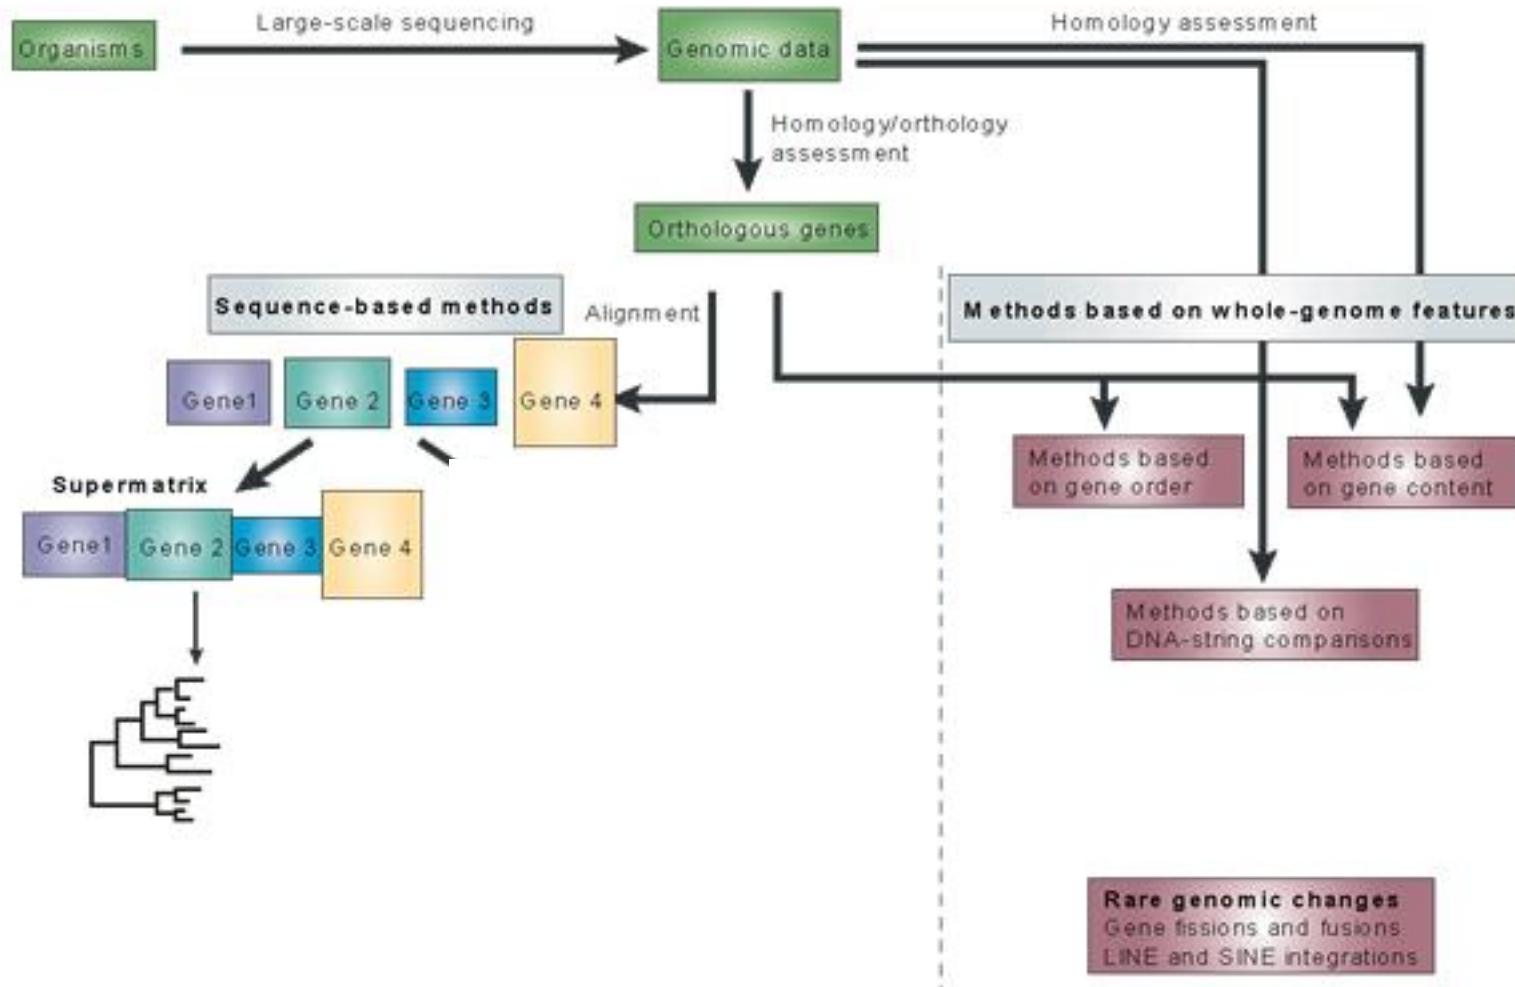 Organisms
Large-scale sequencing
Genomic data
Homology assessment
Homology/orthology
assessment
Orthologous genes
Sequence-based methods
Alignment
Methods based on whole-genome features
Gene1
Gene 2
Gene 3
Gene 4
Methods based
on gene order
Methods based
on gene content
Supermatrix
Gene1
Gene 2
Gene 3
Gene 4
Methods based on
DNA-string comparisons
Rare genomic changes
Gene fissions and fusions
LINE and SINE integrations